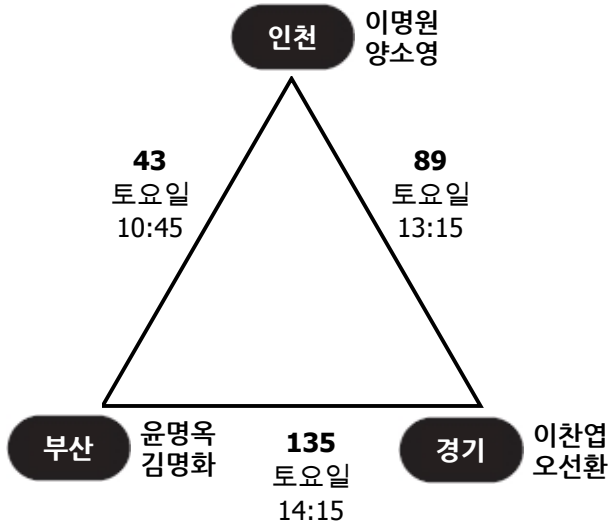 인천
이명원
양소영
43
토요일
10:45
89
토요일
13:15
부산
윤명옥
김명화
135
토요일
14:15
경기
이찬엽
오선환